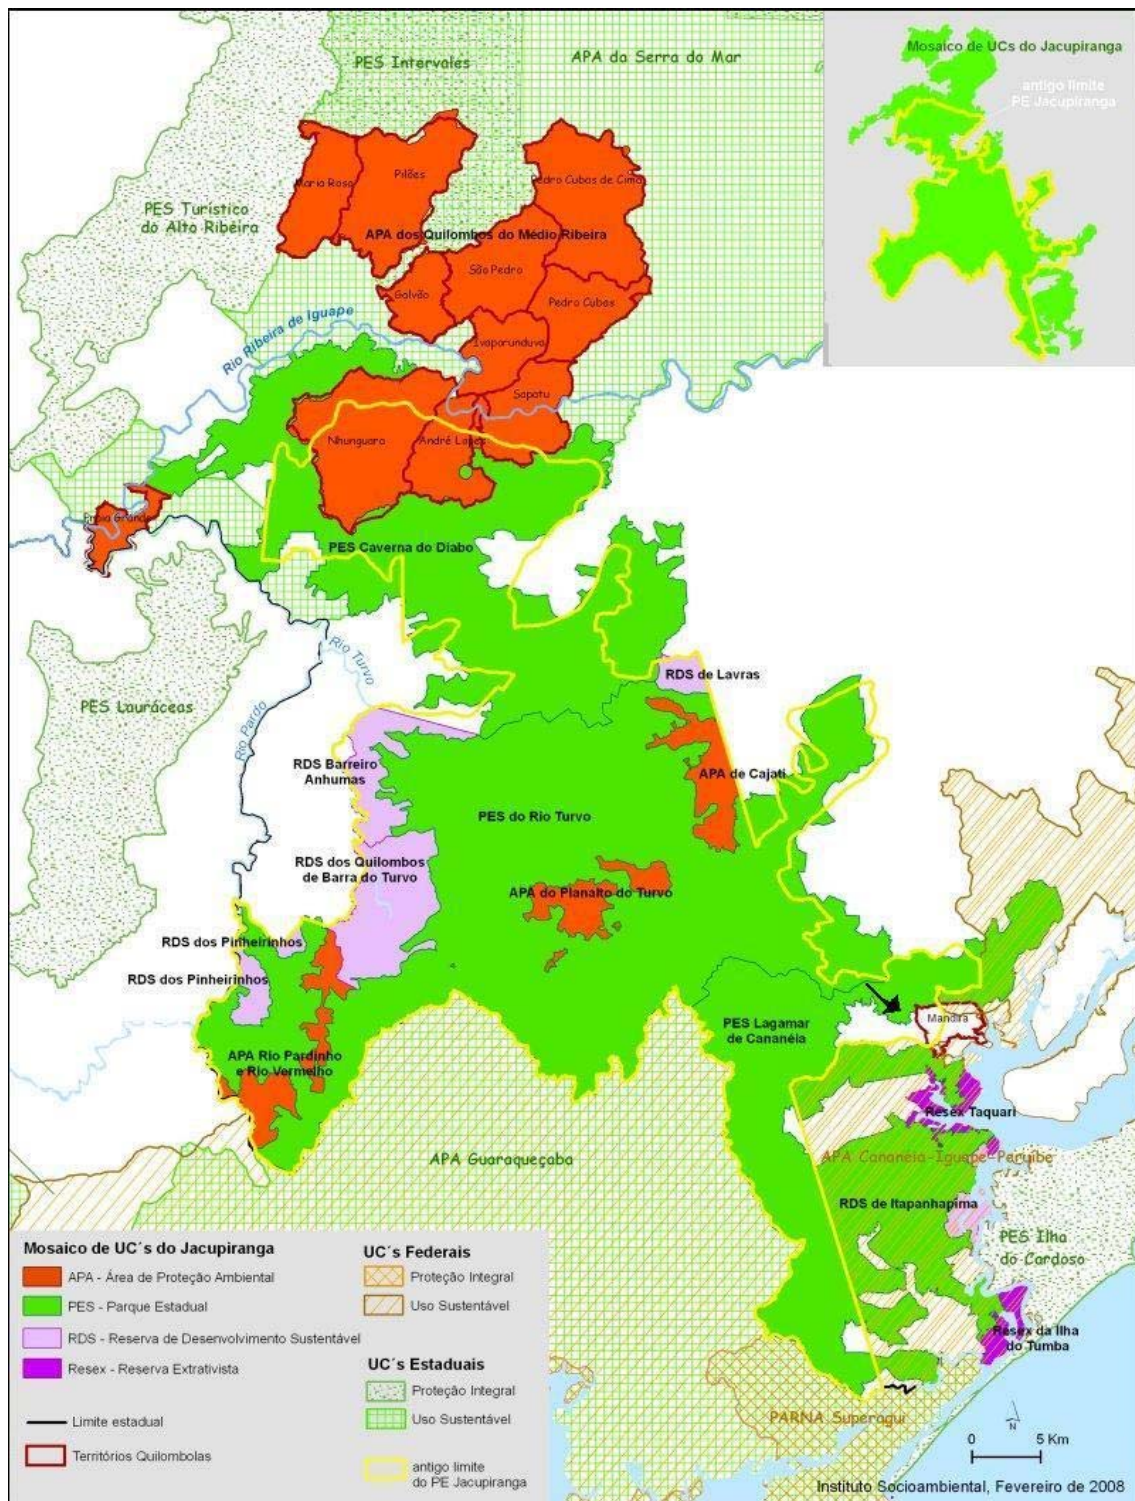 PES Intervales
APA da Serra do Mar
Mosaico de UCs do Jacupiranga
antigo limite
PE Jacupiranga
Maria Rosa
Pilões
Pedro Cubas de Cima
PES Turístico
do Alto Ribeira
APA dos Quilombos do Médio Ribeira
São Pedro
Galvão
Pedro Cubas
Rio Ribeira de Iguape
Ivaporunduva
Sapatu
Nhunguara
André Lopes
Praia Grande
PES Caverna do Diabo
Rio Turvo
RDS de Lavras
PES Lauráceas
Rio Pardo
RDS Barreiro
Anhumas
APA de Cajati
PES do Rio Turvo
RDS dos Quilombos
de Barra do Turvo
APA do Planalto do Turvo
RDS dos Pinheirinhos
RDS dos Pinheirinhos
PES Lagamar
de Cananéia
Mandira
APA Rio Pardinho
e Rio Vermelho
Resex Taquari
APA Guaraqueçaba
APA Cananéia-Iguape-Peruíbe
RDS de Itapanhapima
PES Ilha
do Cardoso
Resex da Ilha
do Tumba
PARNA Superagui
Mosaico de UC´s do Jacupiranga
APA - Área de Proteção Ambiental
PES - Parque Estadual
RDS - Reserva de Desenvolvimento Sustentável
Resex - Reserva Extrativista
Limite estadual
Territórios Quilombolas
UC´s Federais
Proteção Integral
Uso Sustentável
UC´s Estaduais
Proteção Integral
Uso Sustentável
antigo limite
do PE Jacupiranga
N
0 5 Km
Instituto Socioambiental, Fevereiro de 2008